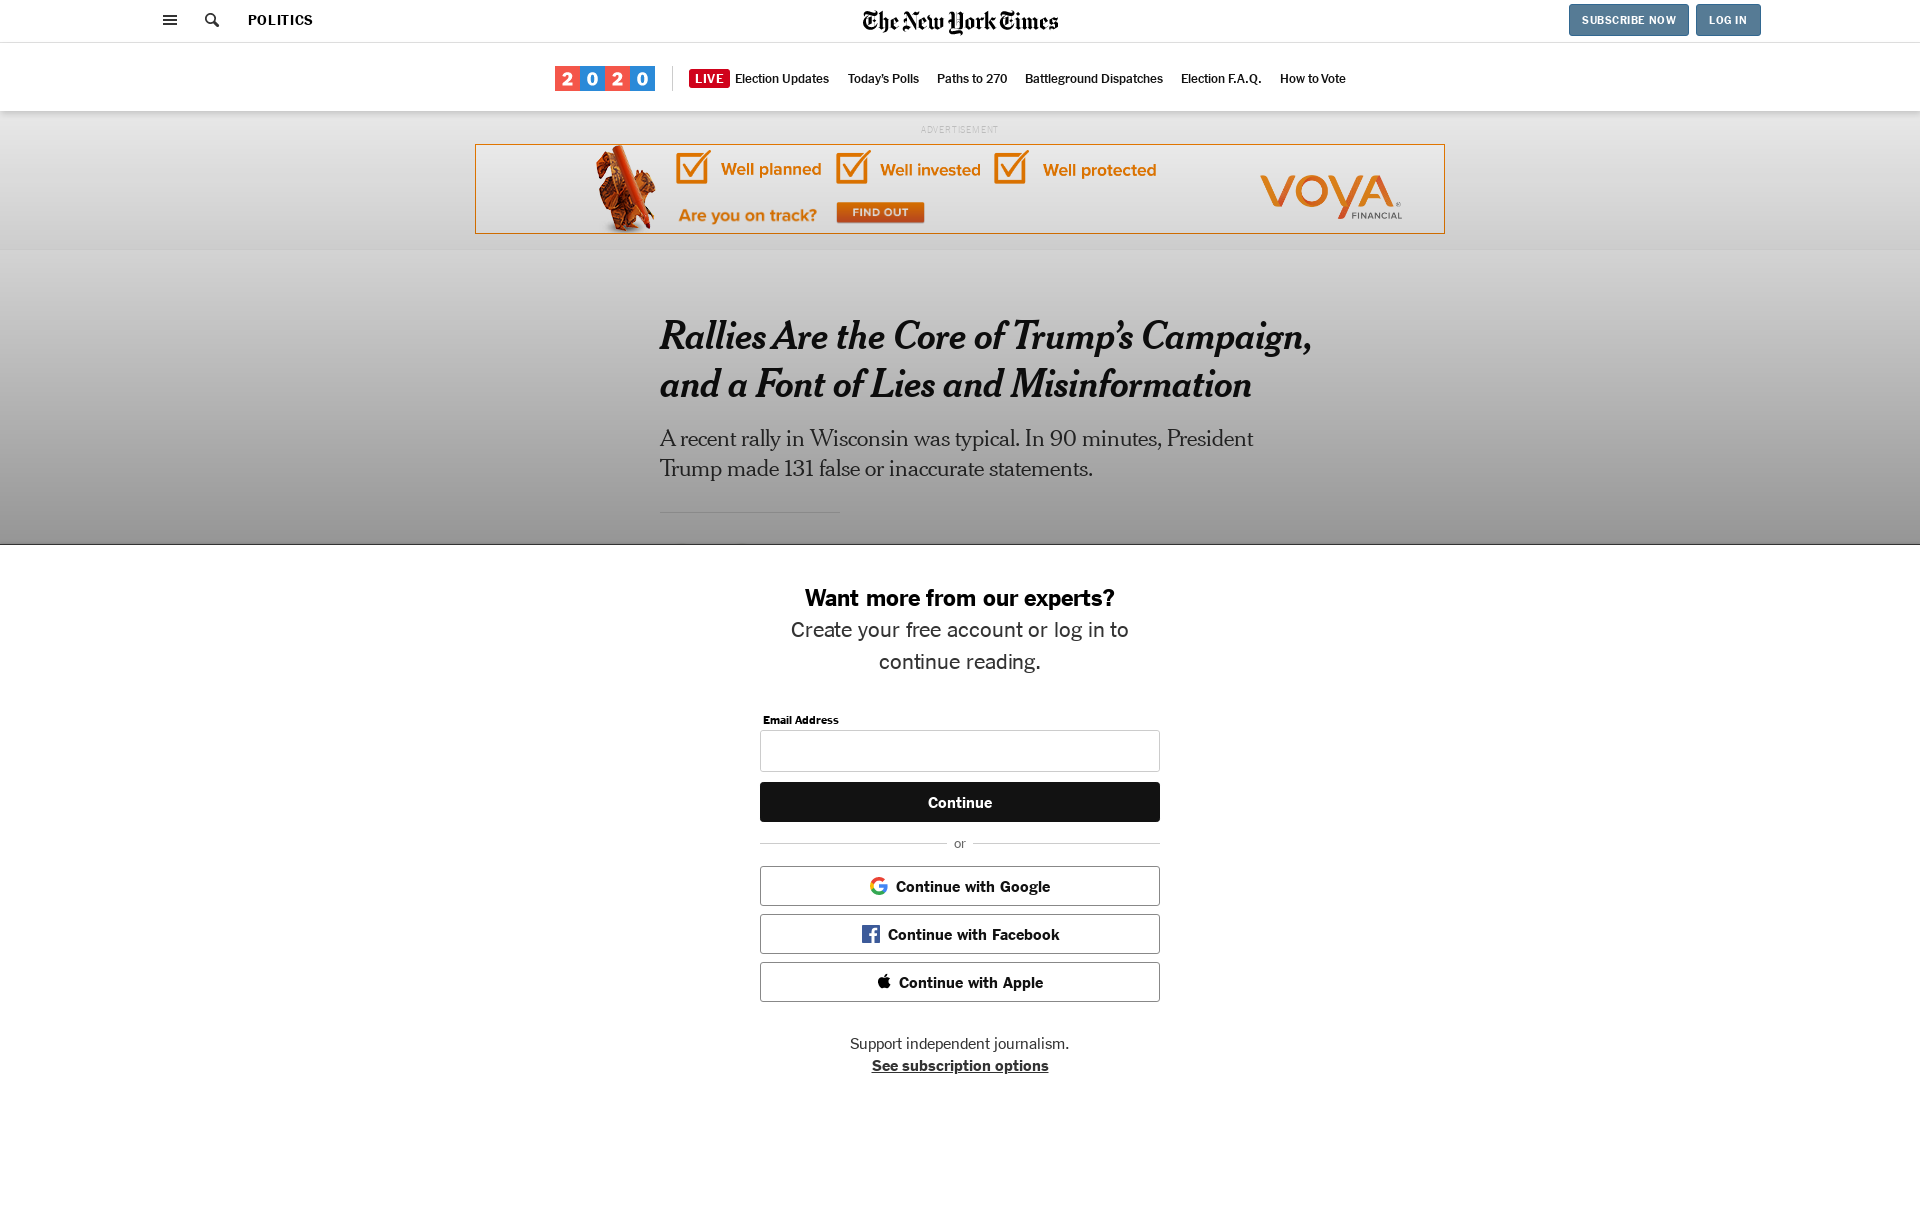 POLITICS
The New York Times
SUBSCRIBE NOW
LOG IN
2020
LIVE Election Updates Today's Polls Paths to 270 Battleground Dispatches Election F.A.Q. How to Vote
ADVERTISEMENT
Well planned Well invested Well protected
Are you on track? FIND OUT
VOYA®
FINANCIAL
Rallies Are the Core of Trump's Campaign,
and a Font of Lies and Misinformation
A recent rally in Wisconsin was typical. In 90 minutes, President
Trump made 131 false or inaccurate statements.
Want more from our experts?
Create your free account or log in to
continue reading.
Email Address
Continue
or
Continue with Google
Continue with Facebook
Continue with Apple
Support independent journalism.
See subscription options